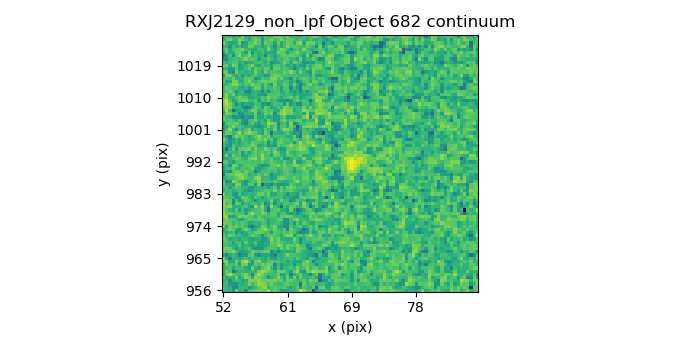 RXJ2129_non_lpf Object 682 continuum
1019
1010
1001
992
983
974
965
956
y (pix)
52 61 69 78
x (pix)